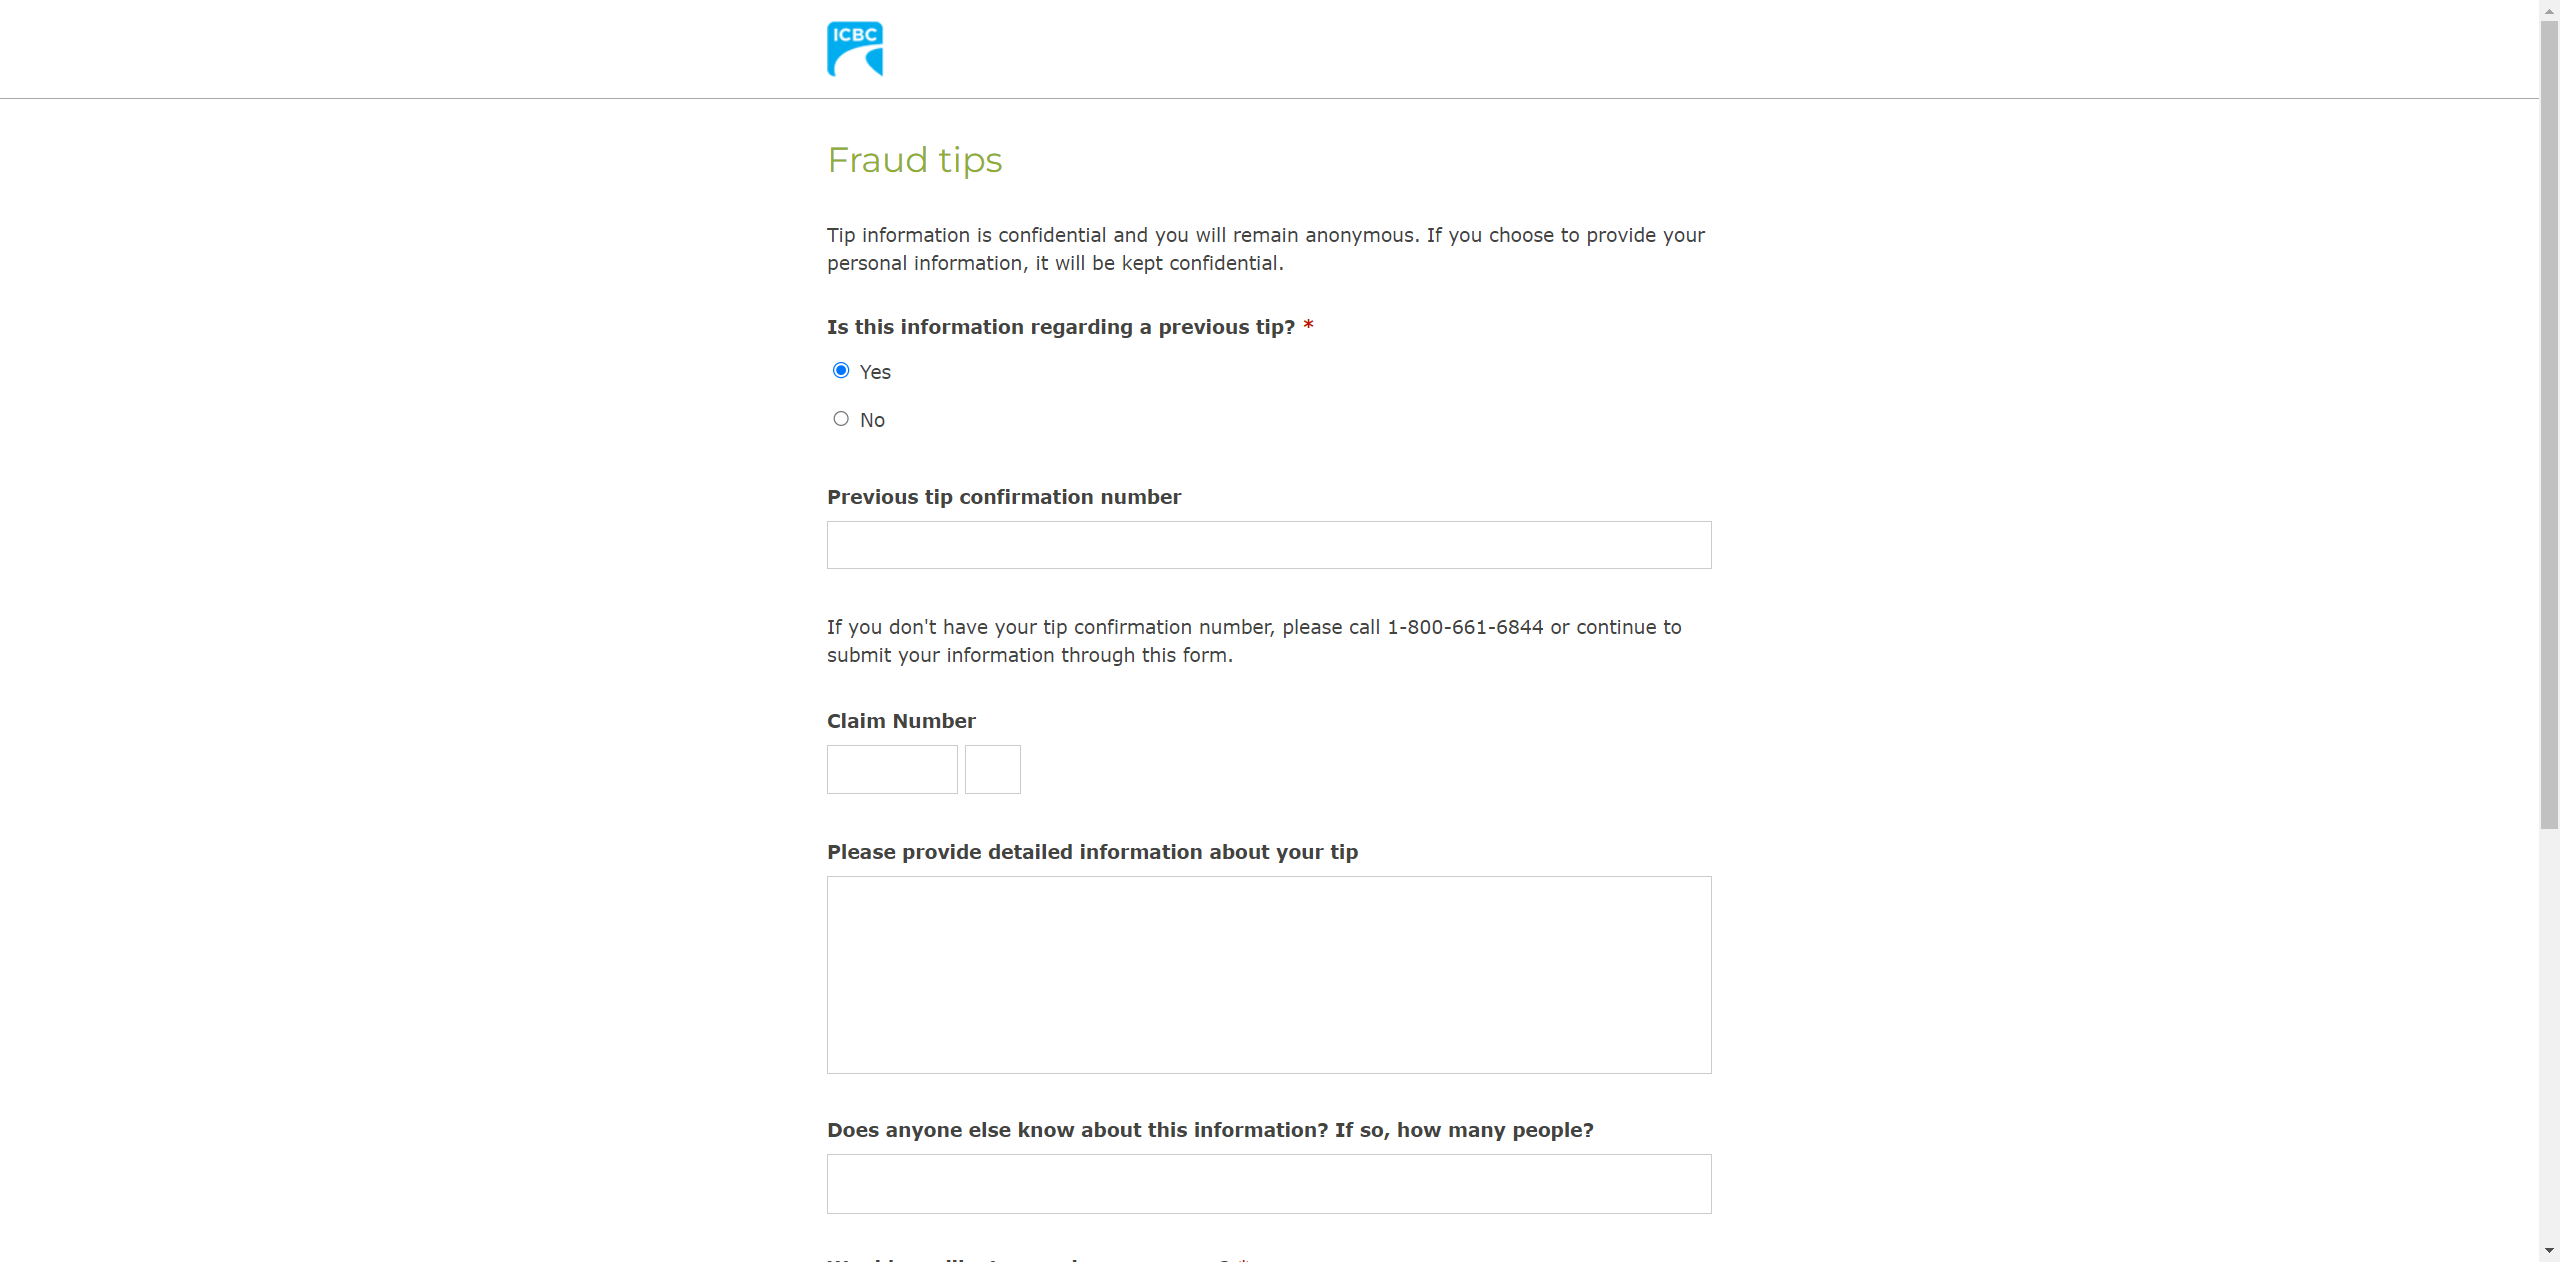 ICBC
Fraud tips
Tip information is confidential and you will remain anonymous. If you choose to provide your
personal information, it will be kept confidential.
Is this information regarding a previous tip? *
Yes
No
Previous tip confirmation number
If you don't have your tip confirmation number, please call 1-800-661-6844 or continue to
submit your information through this form.
Claim Number
Please provide detailed information about your tip
Does anyone else know about this information? If so, how many people?